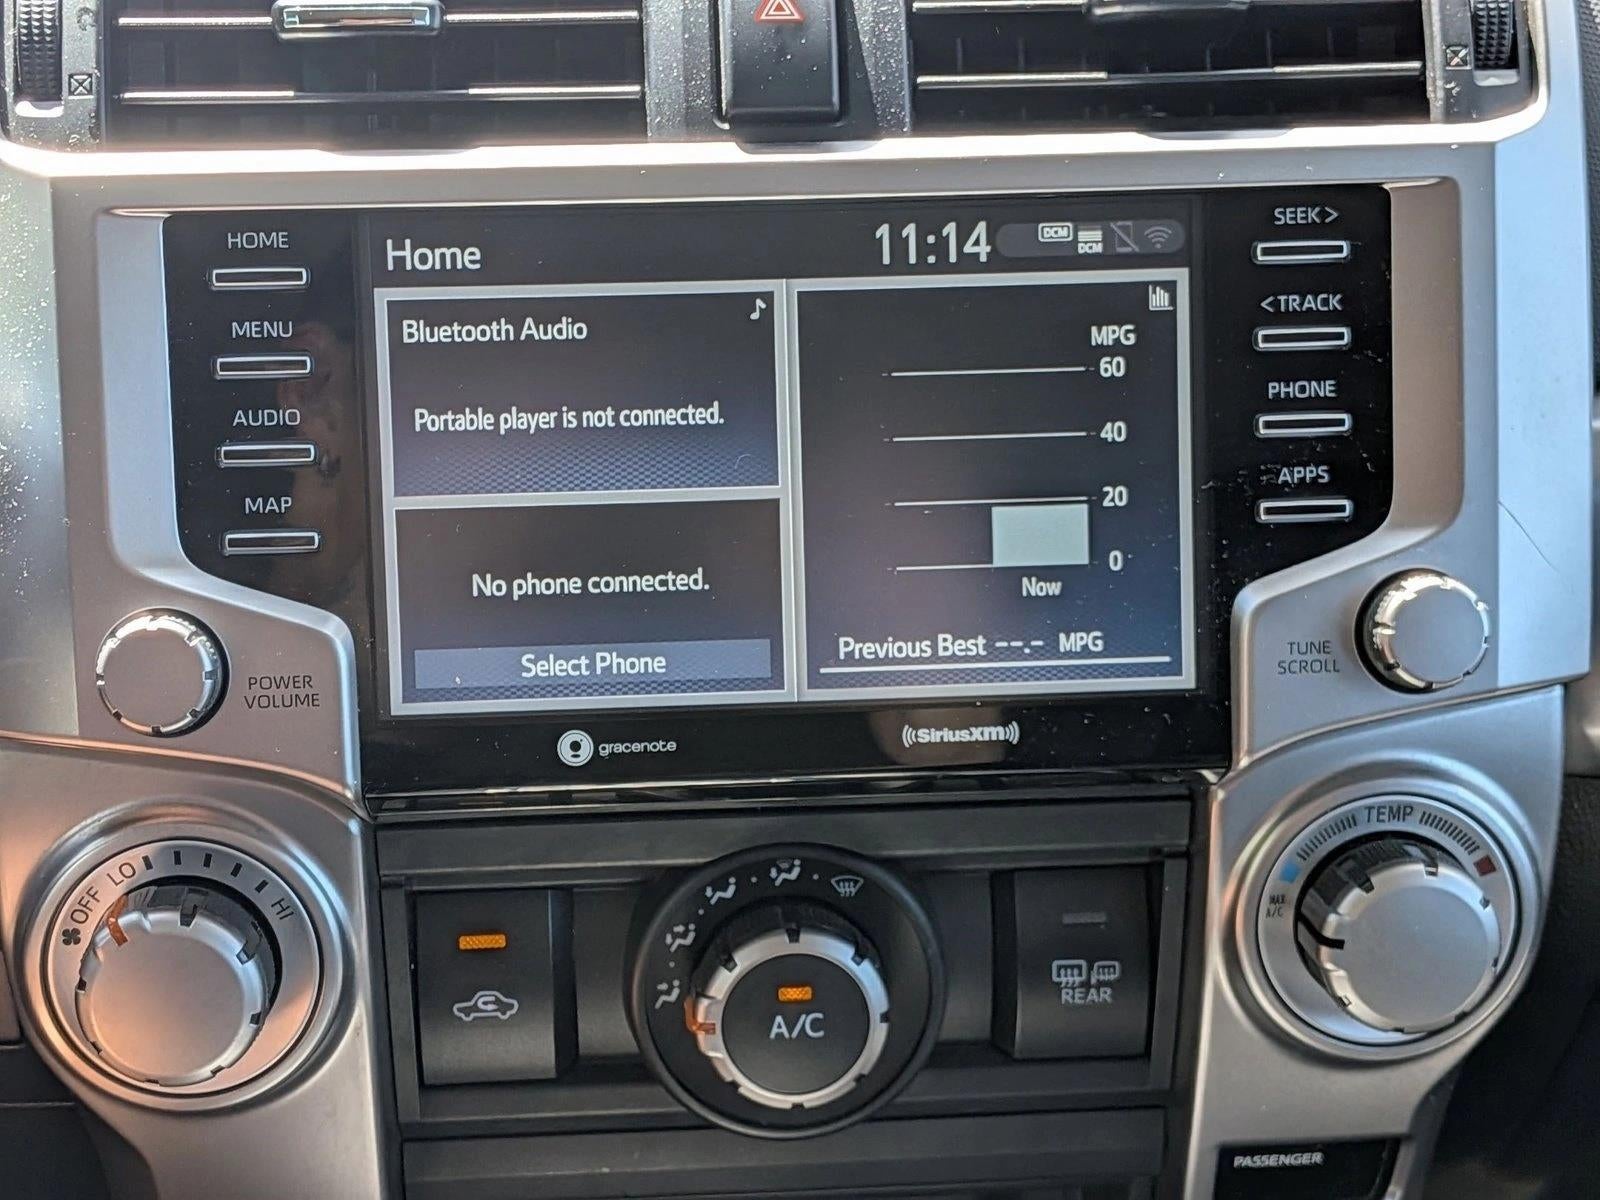 HOME
MENU
AUDIO
MAP
POWER
VOLUME
Home
11:14
DCM
DCM
Bluetooth Audio
Portable player is not connected.
No phone connected.
Select Phone
MPG
60
40
20
0
Now
Previous Best --.- MPG
gracenote
((SiriusXM))
SEEK >
< TRACK
PHONE
APPS
TUNE
SCROLL
OFF LO HI
A/C
REAR
TEMP
MAX
A/C
PASSENGER